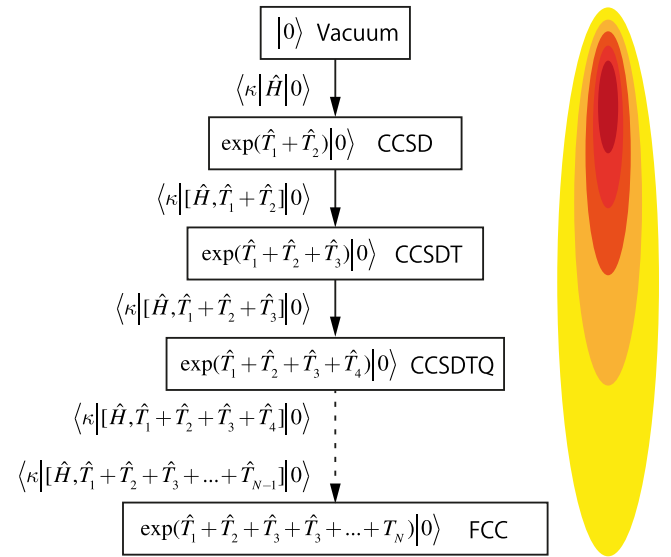 |0⟩ Vacuum
⟨κ|Ĥ|0⟩
exp(T̂₁ + T̂₂)|0⟩ CCSD
⟨κ|[Ĥ,T̂₁ + T̂₂]|0⟩
exp(T̂₁ + T̂₂ + T̂₃)|0⟩ CCSDT
⟨κ|[Ĥ,T̂₁ + T̂₂ + T̂₃]|0⟩
exp(T̂₁ + T̂₂ + T̂₃ + T̂₄)|0⟩ CCSDTQ
⟨κ|[Ĥ,T̂₁ + T̂₂ + T̂₃ + T̂₄]|0⟩
⟨κ|[Ĥ,T̂₁ + T̂₂ + T̂₃ + ... + T̂_{N−1}]|0⟩
exp(T̂₁ + T̂₂ + T̂₃ + T̂₃ + ... + T_N)|0⟩ FCC